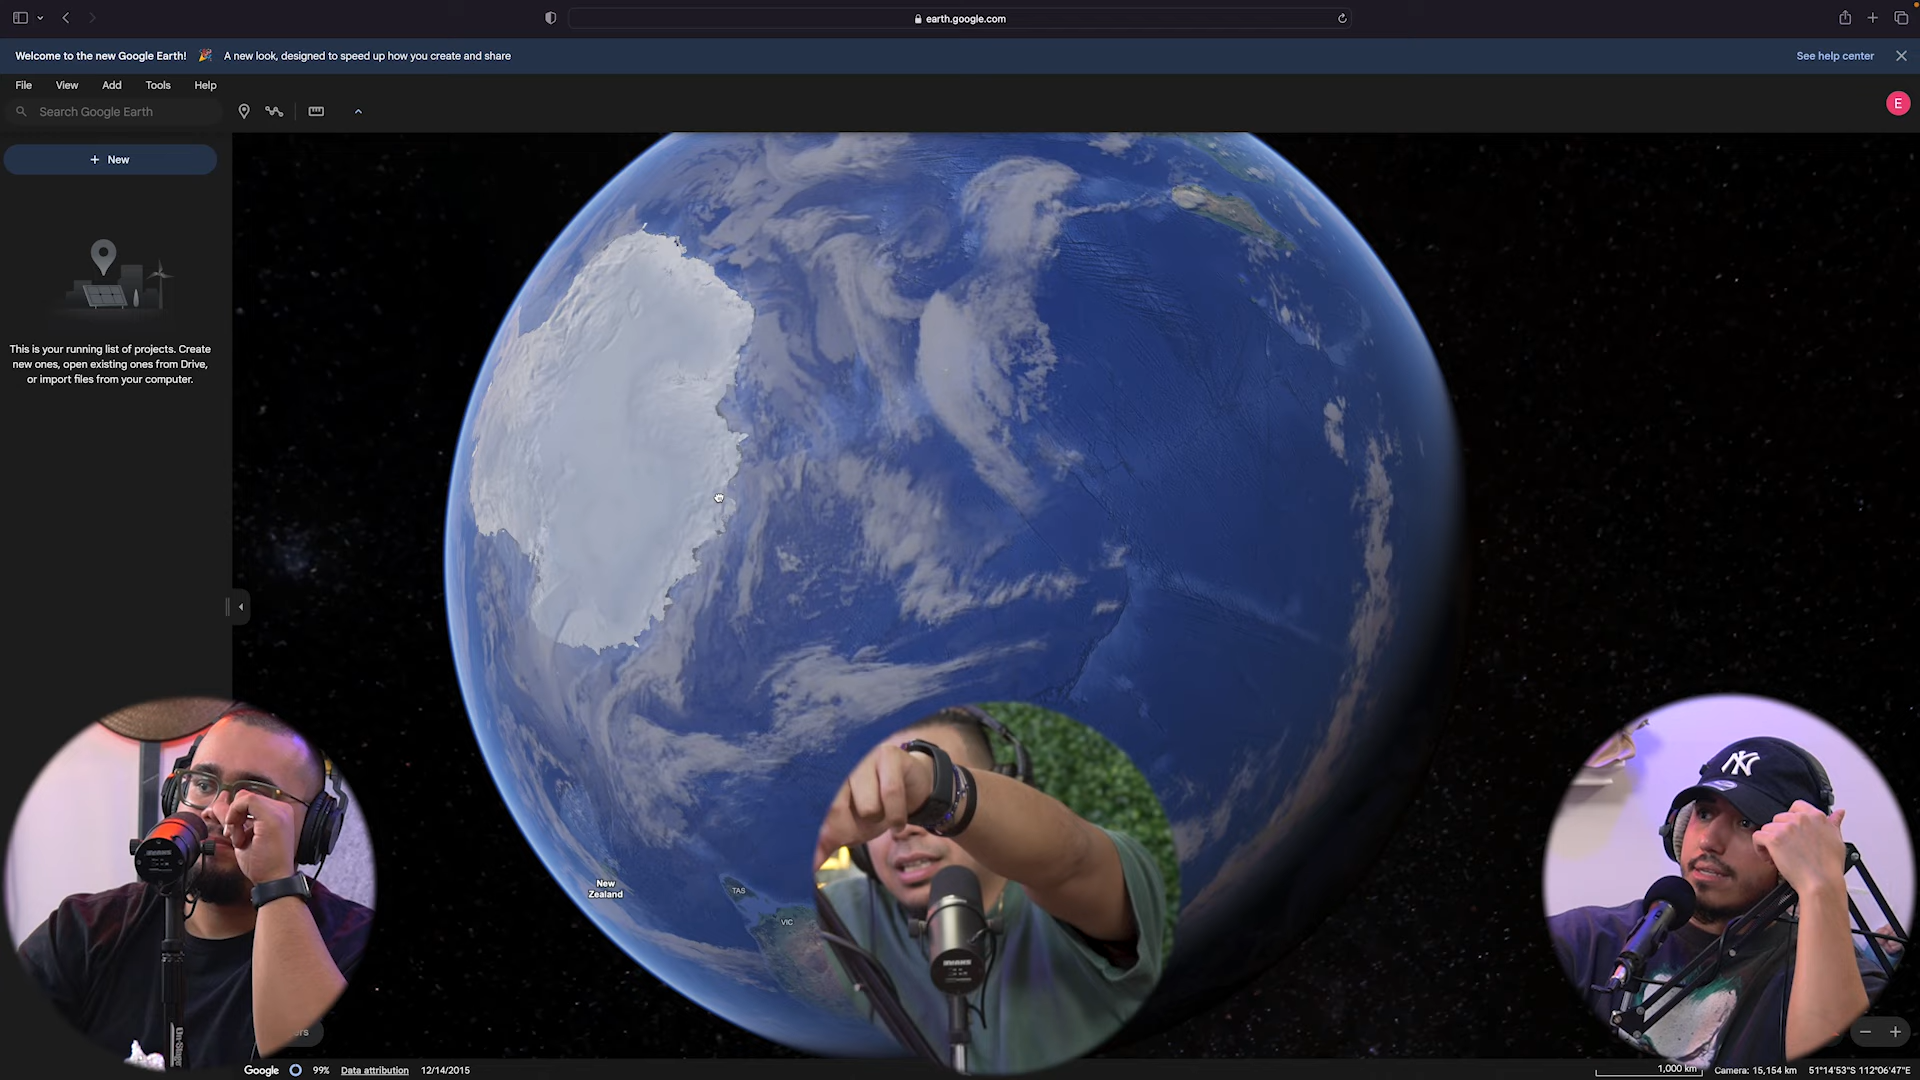 earth.google.com
Welcome to the new Google Earth! 🎉 A new look, designed to speed up how you create and share
See help center
File View Add Tools Help
Search Google Earth
E
+ New
This is your running list of projects. Create
new ones, open existing ones from Drive,
or import files from your computer.
New
Zealand
TAS
VIC
NY
On-Stage
rs
Google 99% Data attribution 12/14/2015
1,000 km Camera: 15,154 km 51°14'53"S 112°06'47"E